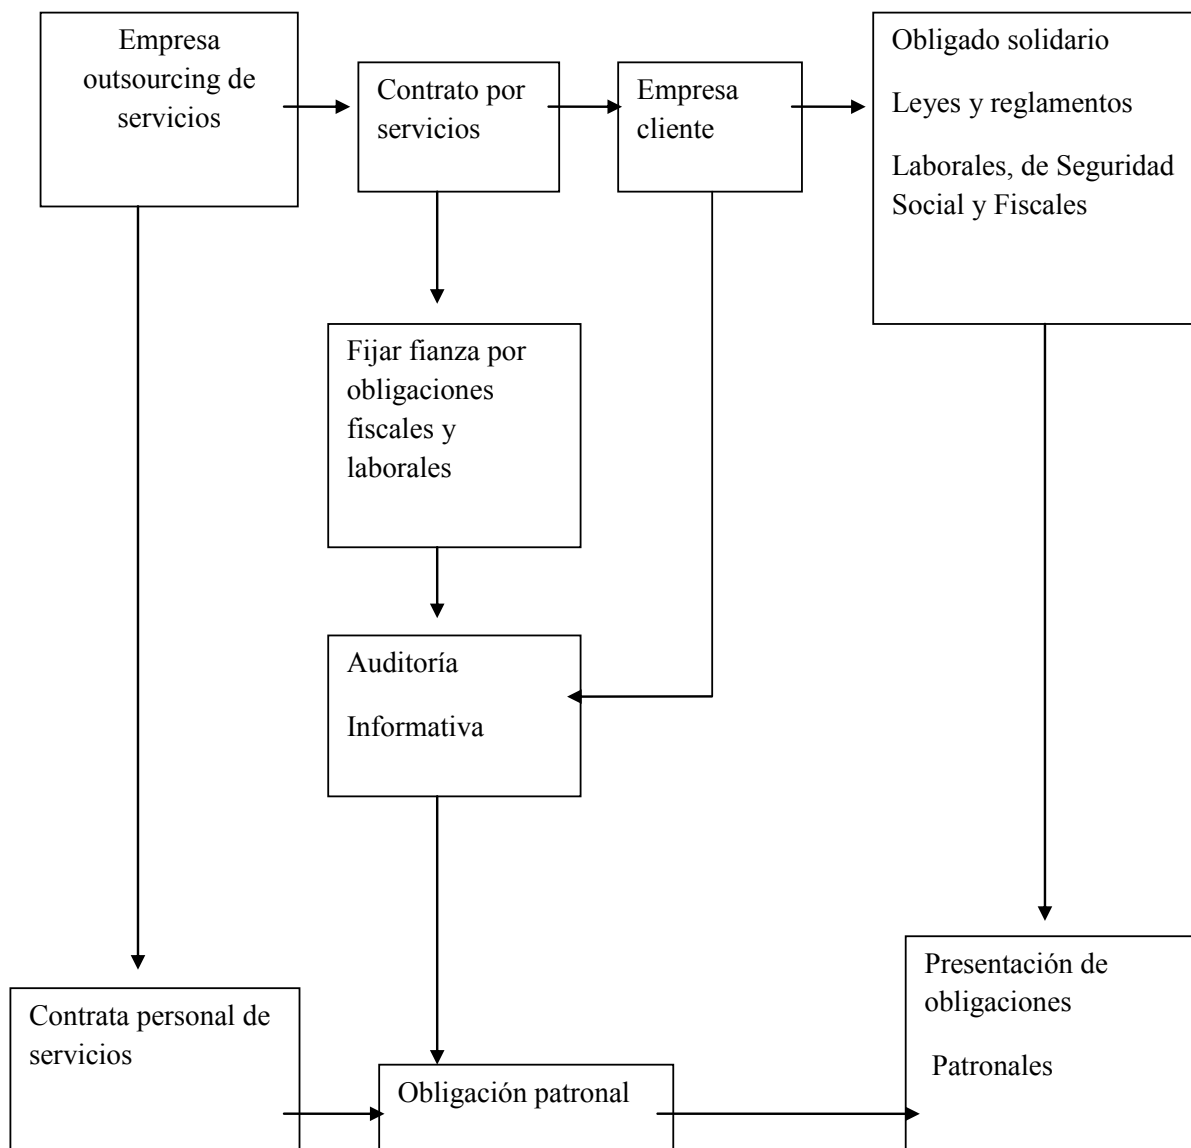 Empresa
outsourcing de
servicios
Contrato por
servicios
Empresa
cliente
Obligado solidario
Leyes y reglamentos
Laborales, de Seguridad
Social y Fiscales
Fijar fianza por
obligaciones
fiscales y
laborales
Auditoría
Informativa
Contrata personal de
servicios
Obligación patronal
Presentación de
obligaciones
Patronales